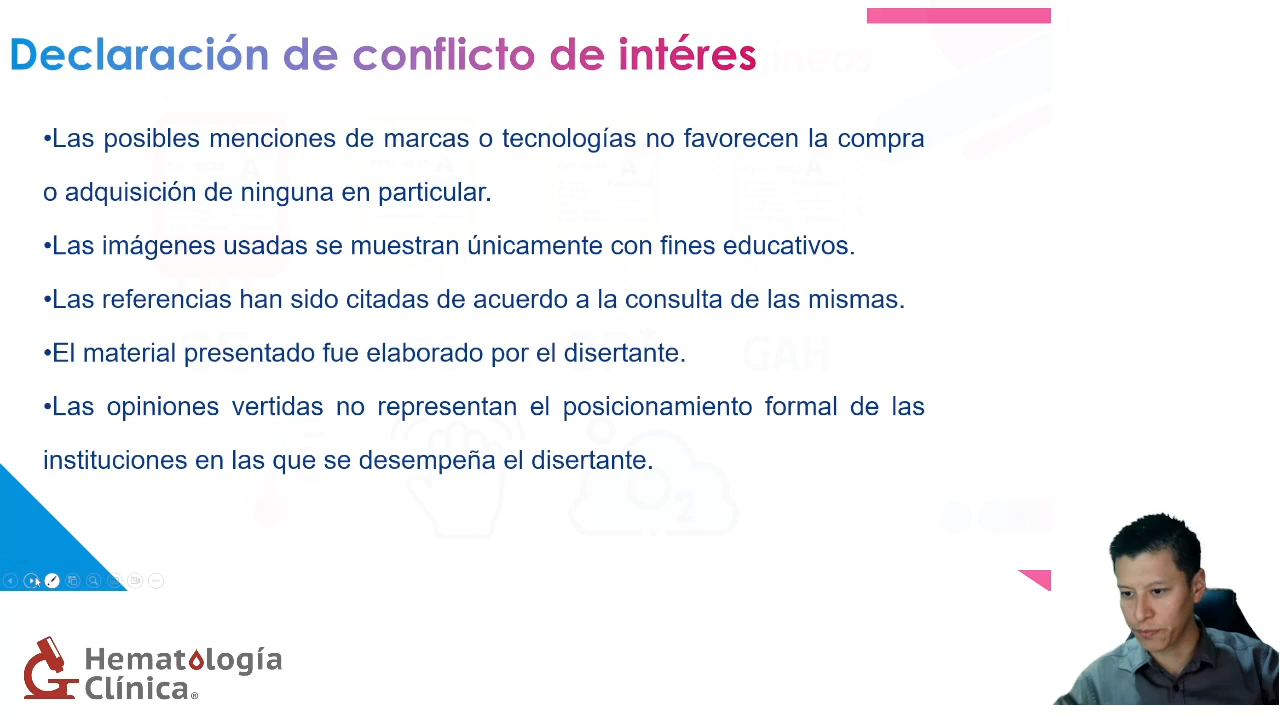 Declaración de conflicto de intéres
•Las posibles menciones de marcas o tecnologías no favorecen la compra
o adquisición de ninguna en particular.
•Las imágenes usadas se muestran únicamente con fines educativos.
•Las referencias han sido citadas de acuerdo a la consulta de las mismas.
•El material presentado fue elaborado por el disertante.
GAH
•Las opiniones vertidas no representan el posicionamiento formal de las
instituciones en las que se desempeña el disertante.
Hematología
Clínica®